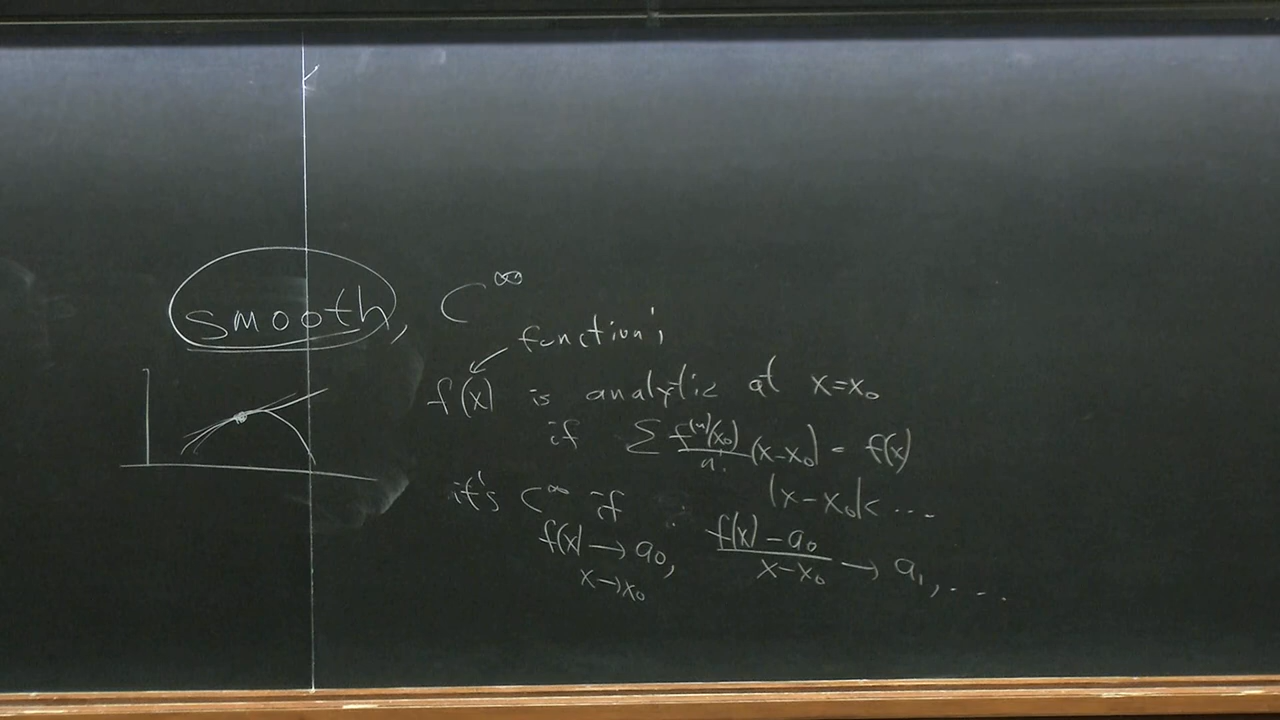 smooth, C^∞
function's
f(x) is analytic at x=x₀
if Σ f⁽ⁿ⁾(x₀)/n! (x-x₀) = f(x)
|x-x₀|< ...
it's C^∞ if
f(x) → a₀, (f(x)-a₀)/(x-x₀) → a₁, ....
x→x₀